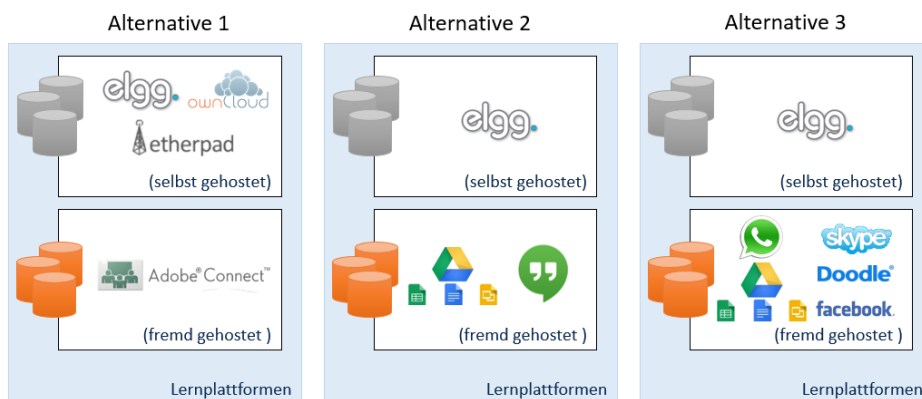 Alternative 1
elgg.
ownCloud
etherpad
(selbst gehostet)
Adobe® Connect™
(fremd gehostet )
Lernplattformen
Alternative 2
elgg.
(selbst gehostet)
(fremd gehostet )
Lernplattformen
Alternative 3
elgg.
(selbst gehostet)
skype
Doodle®
facebook.
(fremd gehostet )
Lernplattformen